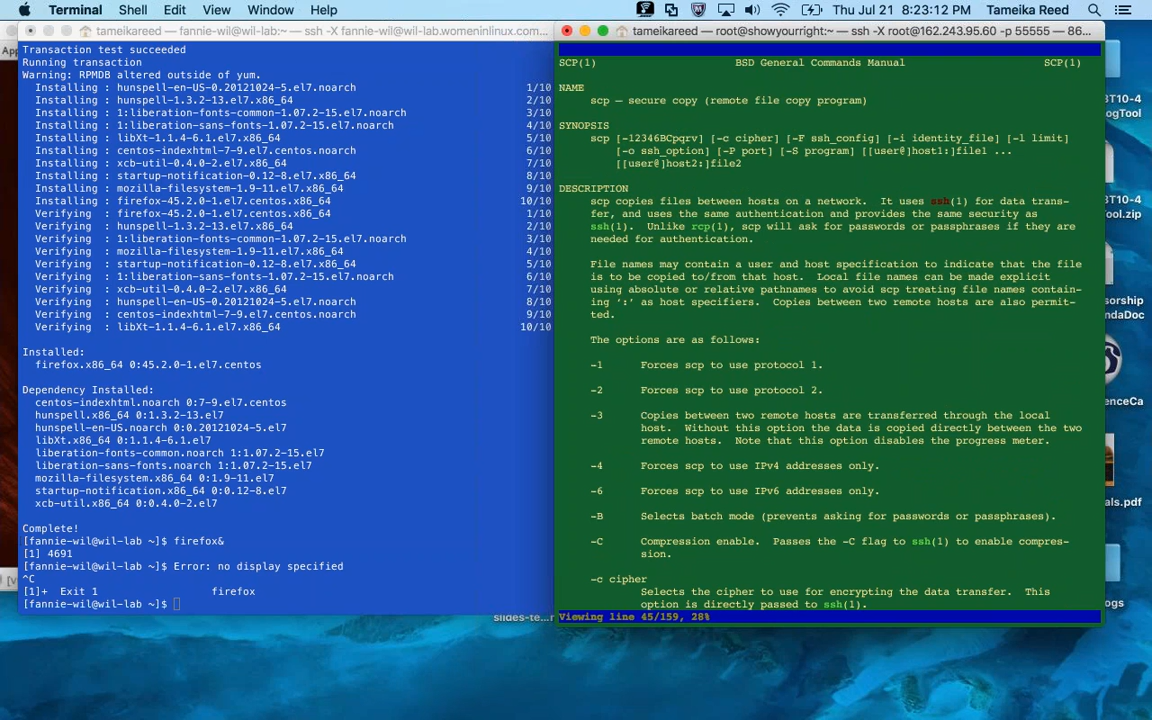 Terminal Shell Edit View Window Help
Thu Jul 21 8:23:12 PM Tameika Reed
tameikareed — fannie-wil@wil-lab:~ — ssh -X fannie-wil@wil-lab.womeninlinux.com...
Transaction test succeeded
Running transaction
Warning: RPMDB altered outside of yum.
Installing : hunspell-en-US-0.20121024-5.el7.noarch 1/10
Installing : hunspell-1.3.2-13.el7.x86_64 2/10
Installing : 1:liberation-fonts-common-1.07.2-15.el7.noarch 3/10
Installing : 1:liberation-sans-fonts-1.07.2-15.el7.noarch 4/10
Installing : libXt-1.1.4-6.1.el7.x86_64 5/10
Installing : centos-indexhtml-7-9.el7.centos.noarch 6/10
Installing : xcb-util-0.4.0-2.el7.x86_64 7/10
Installing : startup-notification-0.12-8.el7.x86_64 8/10
Installing : mozilla-filesystem-1.9-11.el7.x86_64 9/10
Installing : firefox-45.2.0-1.el7.centos.x86_64 10/10
Verifying : firefox-45.2.0-1.el7.centos.x86_64 1/10
Verifying : hunspell-1.3.2-13.el7.x86_64 2/10
Verifying : 1:liberation-fonts-common-1.07.2-15.el7.noarch 3/10
Verifying : mozilla-filesystem-1.9-11.el7.x86_64 4/10
Verifying : startup-notification-0.12-8.el7.x86_64 5/10
Verifying : 1:liberation-sans-fonts-1.07.2-15.el7.noarch 6/10
Verifying : xcb-util-0.4.0-2.el7.x86_64 7/10
Verifying : hunspell-en-US-0.20121024-5.el7.noarch 8/10
Verifying : centos-indexhtml-7-9.el7.centos.noarch 9/10
Verifying : libXt-1.1.4-6.1.el7.x86_64 10/10
Installed:
firefox.x86_64 0:45.2.0-1.el7.centos
Dependency Installed:
centos-indexhtml.noarch 0:7-9.el7.centos
hunspell.x86_64 0:1.3.2-13.el7
hunspell-en-US.noarch 0:0.20121024-5.el7
libXt.x86_64 0:1.1.4-6.1.el7
liberation-fonts-common.noarch 1:1.07.2-15.el7
liberation-sans-fonts.noarch 1:1.07.2-15.el7
mozilla-filesystem.x86_64 0:1.9-11.el7
startup-notification.x86_64 0:0.12-8.el7
xcb-util.x86_64 0:0.4.0-2.el7
Complete!
[fannie-wil@wil-lab ~]$ firefox&
[1] 4691
[fannie-wil@wil-lab ~]$ Error: no display specified
^C
[1]+ Exit 1 firefox
[fannie-wil@wil-lab ~]$
tameikareed — root@showyourright:~ — ssh -X root@162.243.95.60 -p 55555 — 86...
SCP(1) BSD General Commands Manual SCP(1)
NAME
scp — secure copy (remote file copy program)
SYNOPSIS
scp [-12346BCpqrv] [-c cipher] [-F ssh_config] [-i identity_file] [-l limit]
[-o ssh_option] [-P port] [-S program] [[user@]host1:]file1 ...
[[user@]host2:]file2
DESCRIPTION
scp copies files between hosts on a network. It uses ssh(1) for data trans-
fer, and uses the same authentication and provides the same security as
ssh(1). Unlike rcp(1), scp will ask for passwords or passphrases if they are
needed for authentication.
File names may contain a user and host specification to indicate that the file
is to be copied to/from that host. Local file names can be made explicit
using absolute or relative pathnames to avoid scp treating file names contain-
ing ‘:’ as host specifiers. Copies between two remote hosts are also permit-
ted.
The options are as follows:
-1 Forces scp to use protocol 1.
-2 Forces scp to use protocol 2.
-3 Copies between two remote hosts are transferred through the local
host. Without this option the data is copied directly between the two
remote hosts. Note that this option disables the progress meter.
-4 Forces scp to use IPv4 addresses only.
-6 Forces scp to use IPv6 addresses only.
-B Selects batch mode (prevents asking for passwords or passphrases).
-C Compression enable. Passes the -C flag to ssh(1) to enable compres-
sion.
-c cipher
Selects the cipher to use for encrypting the data transfer. This
option is directly passed to ssh(1).
Viewing line 45/159, 28%
App
[v
slides-te...
BT10-4
ogTool
BT10-4
Tool.zip
sorship
ndaDoc
enceCa
als.pdf
ogs